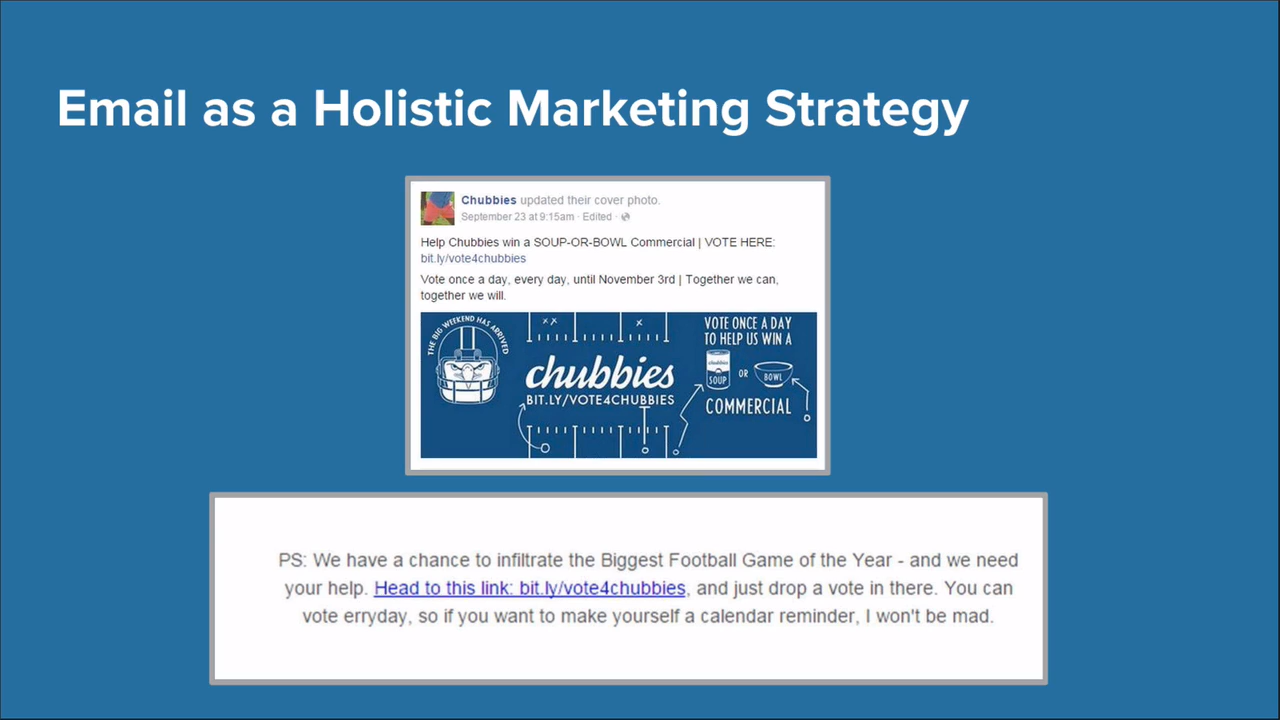 Email as a Holistic Marketing Strategy
Chubbies updated their cover photo.
September 23 at 9:15am · Edited ·
Help Chubbies win a SOUP-OR-BOWL Commercial | VOTE HERE:
bit.ly/vote4chubbies
Vote once a day, every day, until November 3rd | Together we can,
together we will.
THE BIG WEEKEND HAS ARRIVED
chubbies
BIT.LY/VOTE4CHUBBIES
VOTE ONCE A DAY
TO HELP US WIN A
chubbies
SOUP
OR
BOWL
COMMERCIAL
PS: We have a chance to infiltrate the Biggest Football Game of the Year - and we need
your help. Head to this link: bit.ly/vote4chubbies, and just drop a vote in there. You can
vote erryday, so if you want to make yourself a calendar reminder, I won't be mad.